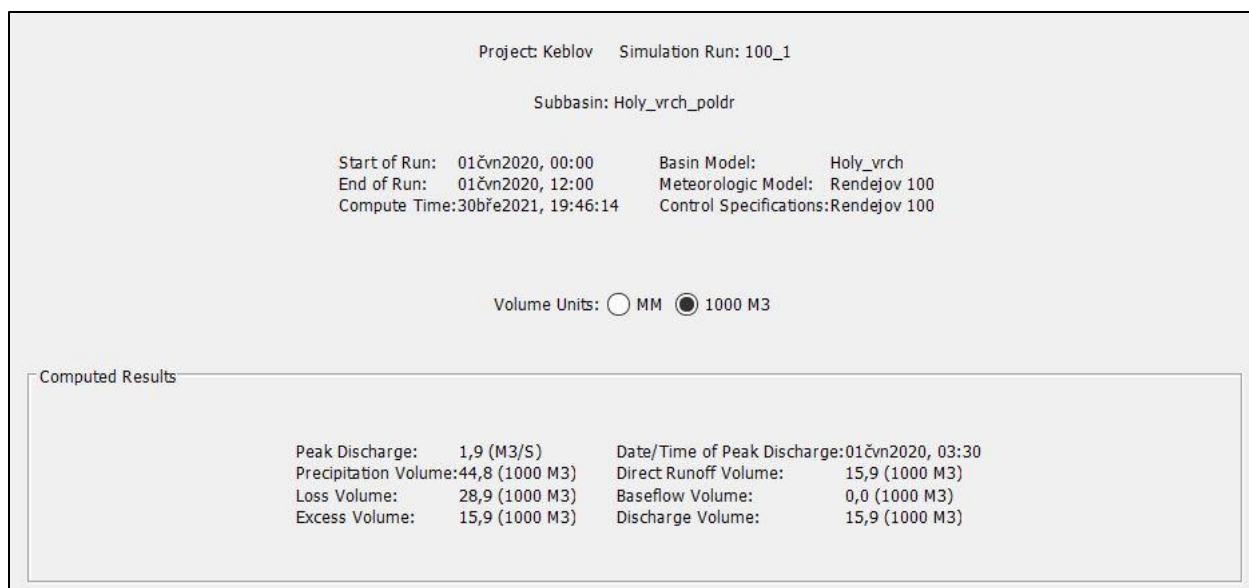 Project: Keblov Simulation Run: 100_1
Subbasin: Holy_vrch_poldr
Start of Run: 01čvn2020, 00:00 Basin Model: Holy_vrch
End of Run: 01čvn2020, 12:00 Meteorologic Model: Rendejov 100
Compute Time:30bře2021, 19:46:14 Control Specifications:Rendejov 100
Volume Units: MM 1000 M3
Computed Results
Peak Discharge: 1,9 (M3/S) Date/Time of Peak Discharge:01čvn2020, 03:30
Precipitation Volume:44,8 (1000 M3) Direct Runoff Volume: 15,9 (1000 M3)
Loss Volume: 28,9 (1000 M3) Baseflow Volume: 0,0 (1000 M3)
Excess Volume: 15,9 (1000 M3) Discharge Volume: 15,9 (1000 M3)